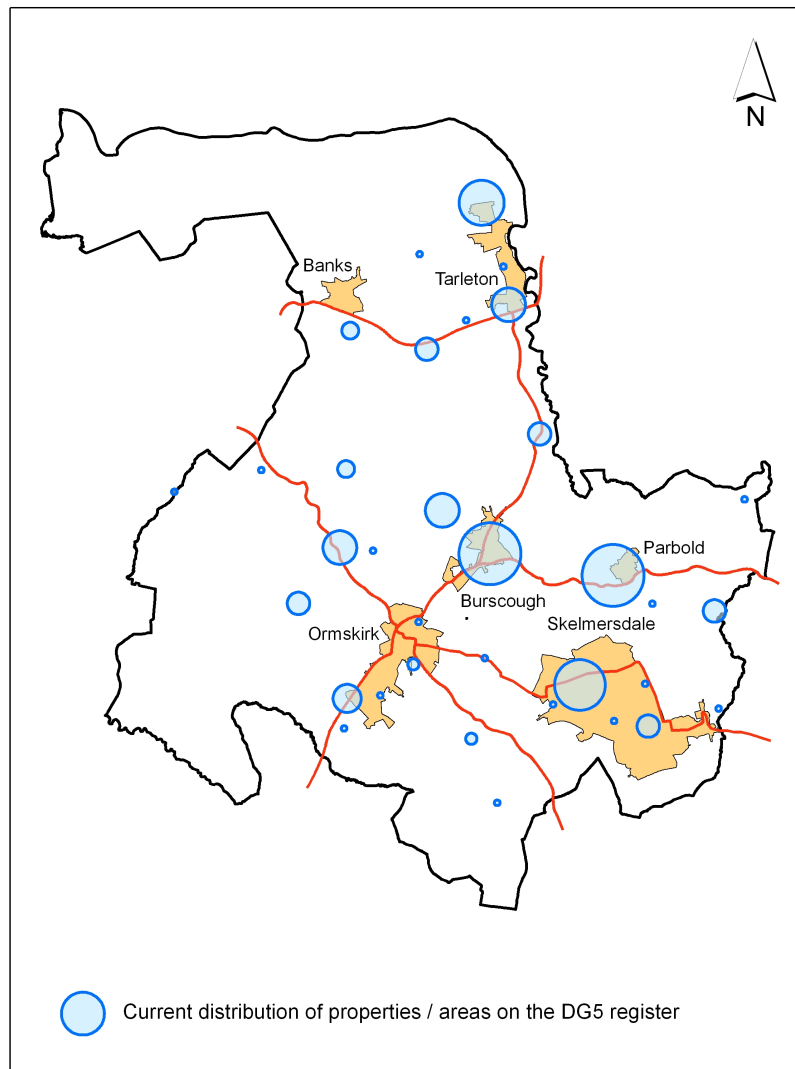 N
Banks
Tarleton
Parbold
Burscough
Skelmersdale
Ormskirk
Current distribution of properties / areas on the DG5 register